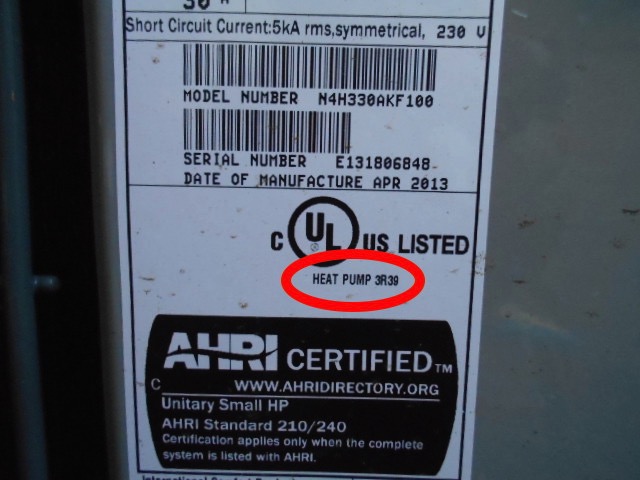 30 A
Short Circuit Current:5kA rms,symmetrical, 230 V
MODEL NUMBER N4H330AKF100
SERIAL NUMBER E131806848
DATE OF MANUFACTURE APR 2013
C UL ® US LISTED
HEAT PUMP 3R39
AHRI CERTIFIED™
C WWW.AHRIDIRECTORY.ORG
Unitary Small HP
AHRI Standard 210/240
Certification applies only when the complete
system is listed with AHRI.